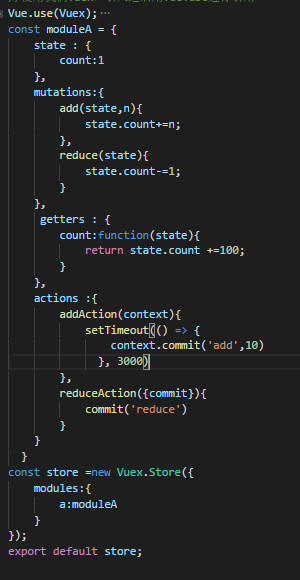 Vue.use(Vuex);…
const moduleA = {
    state : {
        count:1
    },
    mutations:{
        add(state,n){
            state.count+=n;
        },
        reduce(state){
            state.count-=1;
        }
    },
     getters : {
        count:function(state){
            return state.count +=100;
        }
    },
    actions :{
        addAction(context){
            setTimeout(() => {
                context.commit('add',10)
              }, 3000)
        },
        reduceAction({commit}){
            commit('reduce')
        }
    }
  }
const store =new Vuex.Store({
    modules:{
        a:moduleA
    }
});
export default store;